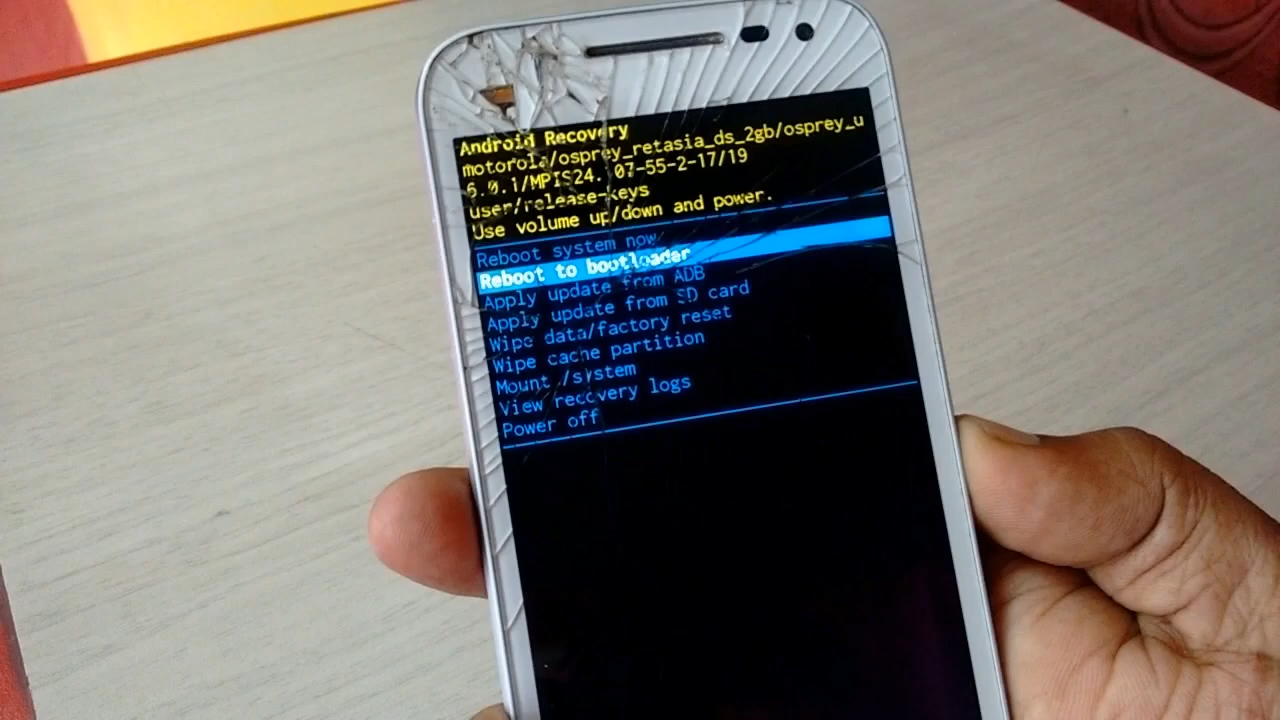 Android Recovery
motorola/osprey_retasia_ds_2gb/osprey_u
6.0.1/MPIS24. 07-55-2-17/19
user/release-keys
Use volume up/down and power.
Reboot system now
Reboot to bootloader
Apply update from ADB
Apply update from SD card
Wipe data/factory reset
Wipe cache partition
Mount /system
View recovery logs
Power off